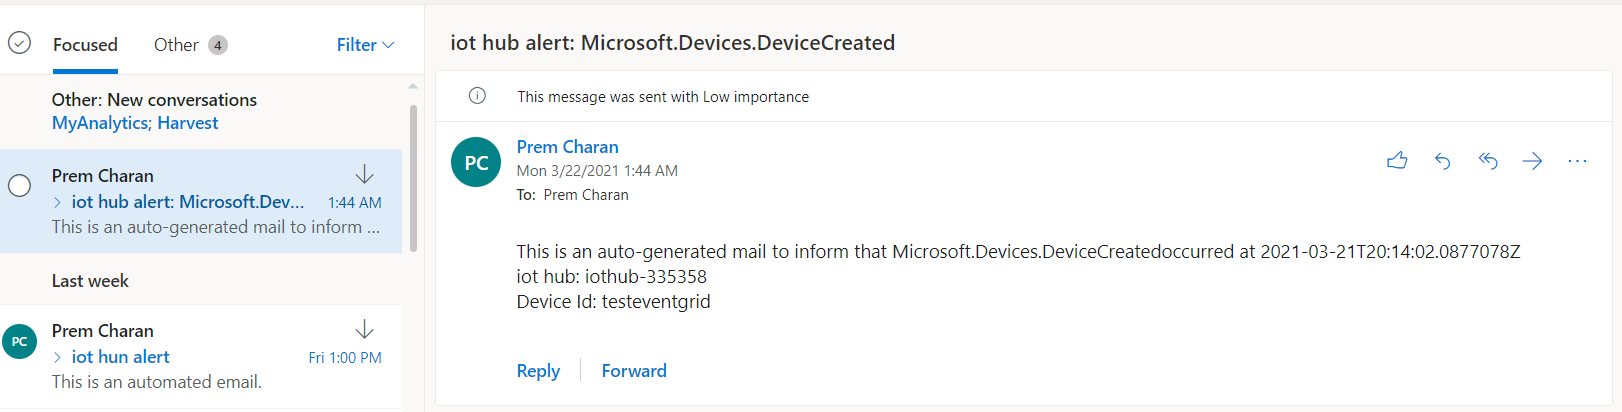 Focused
Other 4
Filter
Other: New conversations
MyAnalytics; Harvest
Prem Charan
iot hub alert: Microsoft.Dev... 1:44 AM
This is an auto-generated mail to inform ...
Last week
PC
Prem Charan
iot hun alert Fri 1:00 PM
This is an automated email.
iot hub alert: Microsoft.Devices.DeviceCreated
This message was sent with Low importance
PC
Prem Charan
Mon 3/22/2021 1:44 AM
To: Prem Charan
This is an auto-generated mail to inform that Microsoft.Devices.DeviceCreatedoccurred at 2021-03-21T20:14:02.0877078Z
iot hub: iothub-335358
Device Id: testeventgrid
Reply
Forward